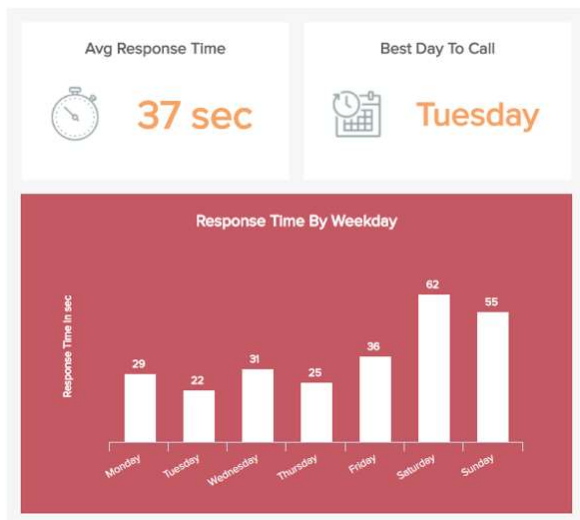 Avg Response Time
Best Day To Call
37 sec
Tuesday
Response Time By Weekday
Response Time In sec
29
22
31
25
36
62
55
Monday
Tuesday
Wednesday
Thursday
Friday
Saturday
Sunday